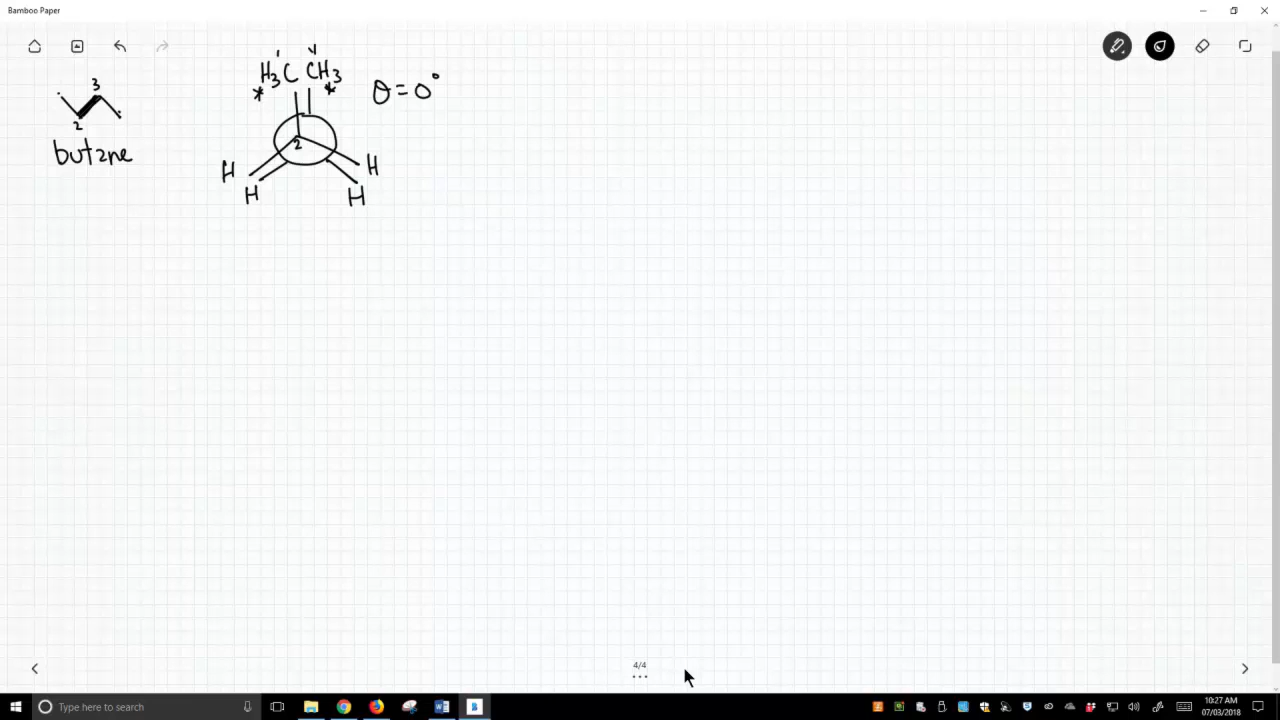 Bamboo Paper
3
2
butane
H₃C CH₃
* *
θ = 0°
2
H H
H H
4/4
Type here to search
10:27 AM
07/03/2018